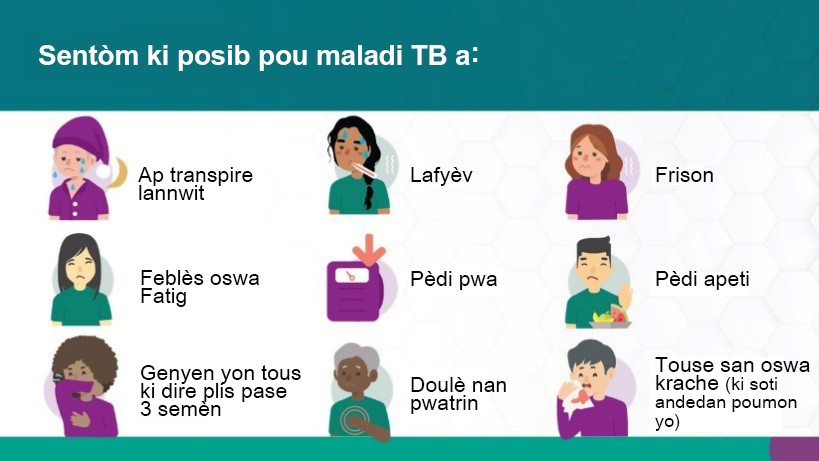 Sentòm ki posib pou maladi TB a:
Ap transpire
lannwit
Lafyèv
Frison
Feblès oswa
Fatig
Pèdi pwa
Pèdi apeti
Genyen yon tous
ki dire plis pase
3 semèn
Doulè nan
pwatrin
Touse san oswa
krache (ki soti
andedan poumon
yo)